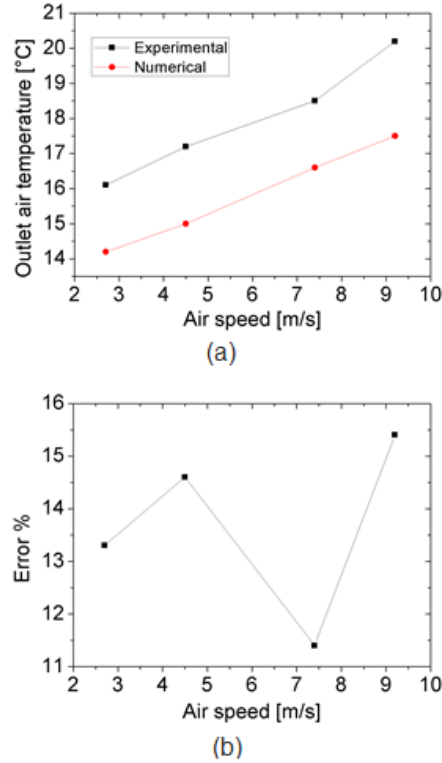 21
20
19
18
17
16
15
14
Outlet air temperature [°C]
Experimental
Numerical
2 3 4 5 6 7 8 9 10
Air speed [m/s]
(a)
16
15
14
13
12
11
Error %
2 3 4 5 6 7 8 9 10
Air speed [m/s]
(b)